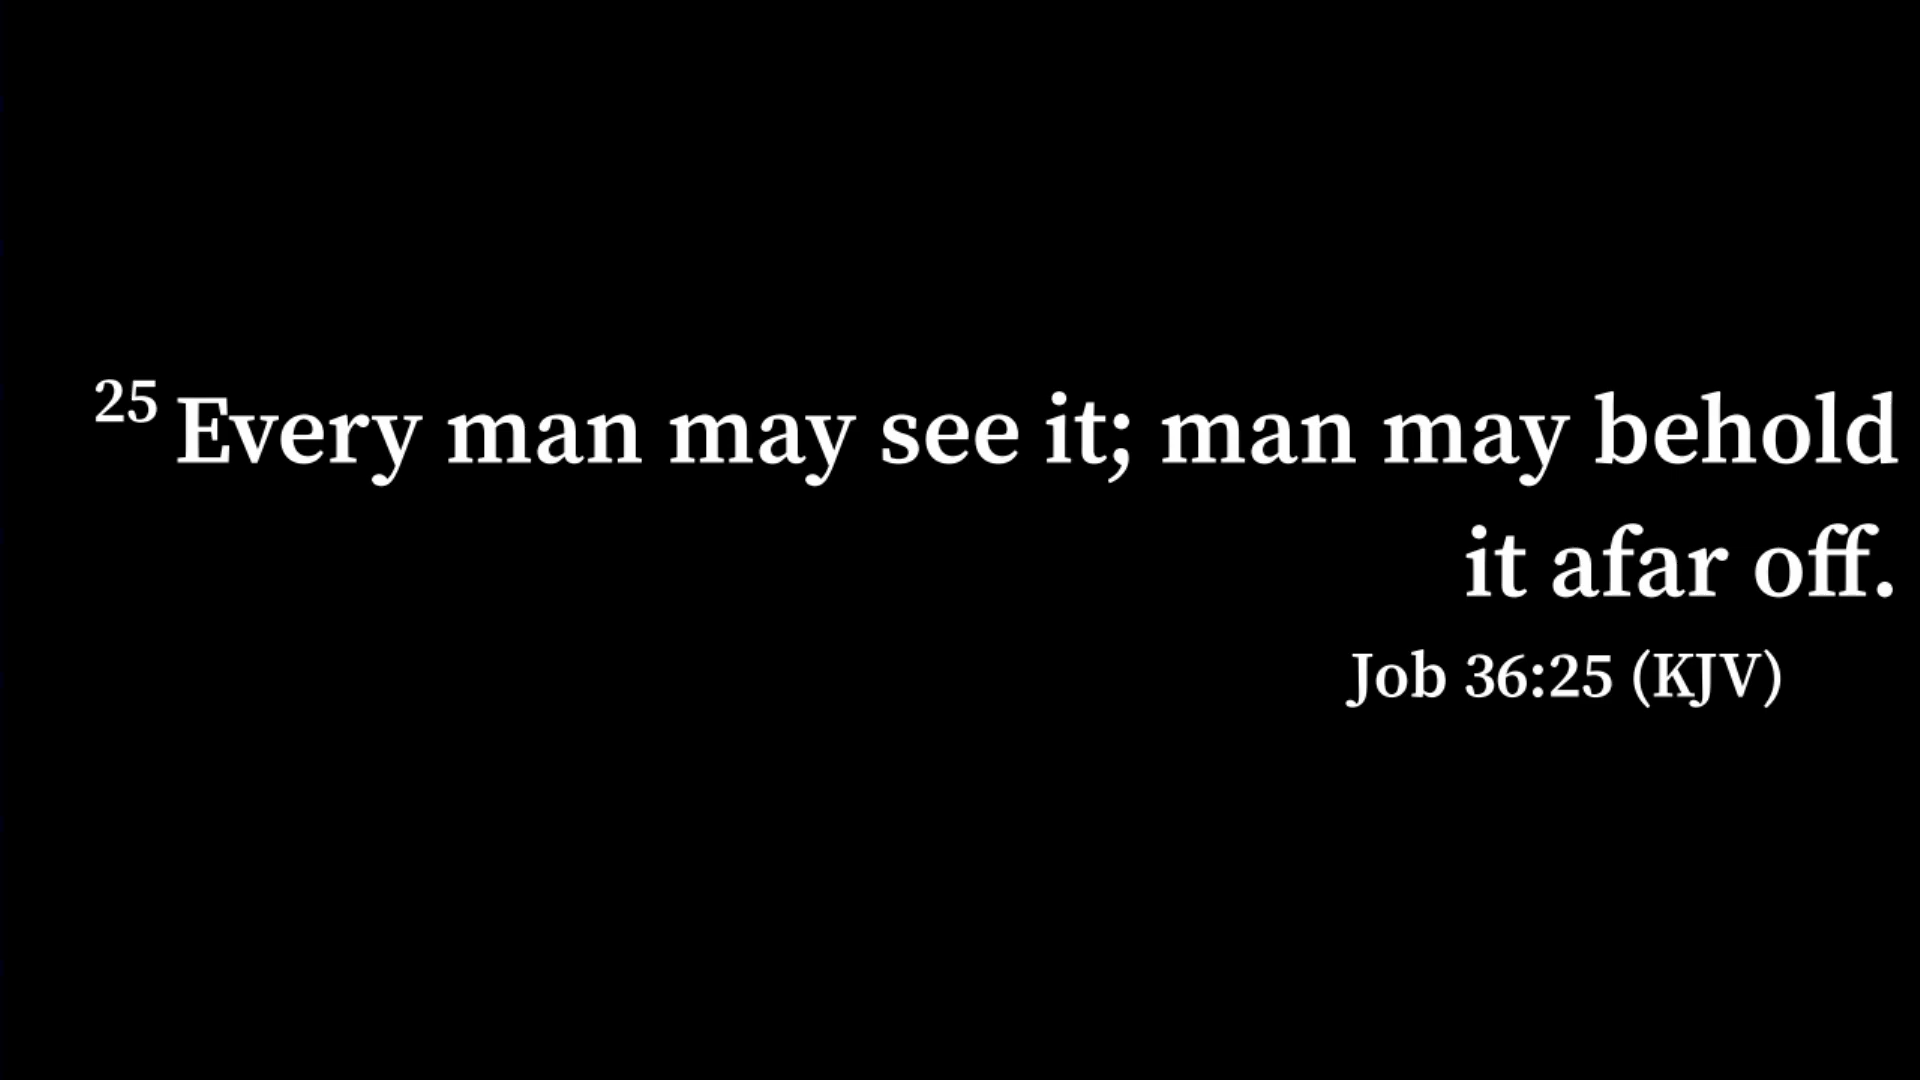 25 Every man may see it; man may behold
it afar off.
Job 36:25 (KJV)